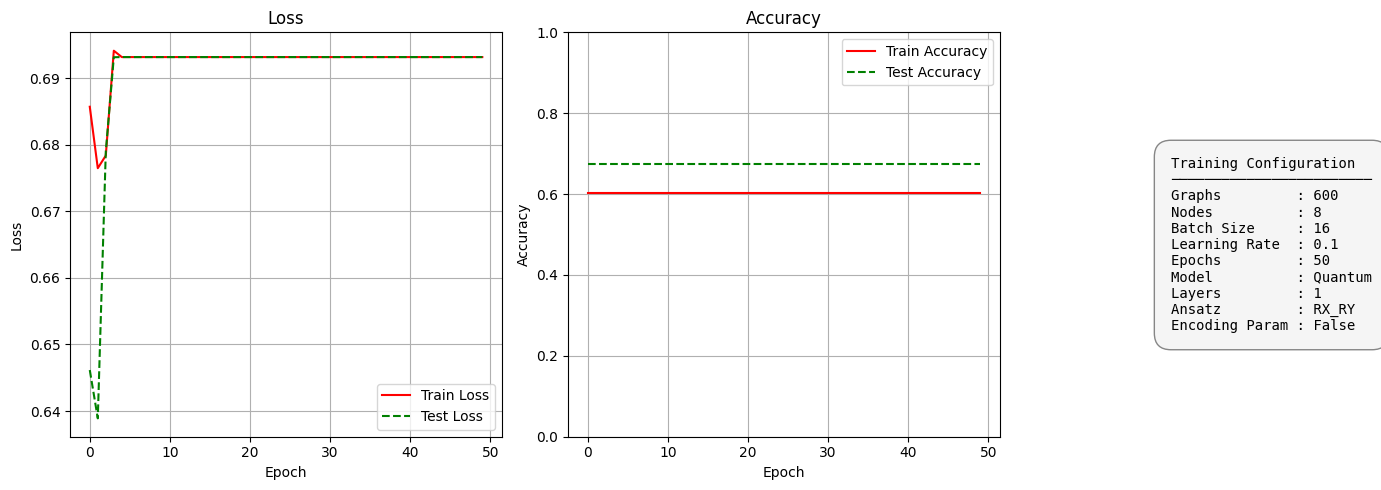 Loss
0.69
0.68
0.67
0.66
0.65
0.64
Loss
0 10 20 30 40 50
Epoch
Train Loss
Test Loss
Accuracy
1.0
0.8
0.6
0.4
0.2
0.0
Accuracy
0 10 20 30 40 50
Epoch
Train Accuracy
Test Accuracy
Training Configuration
Graphs : 600
Nodes : 8
Batch Size : 16
Learning Rate : 0.1
Epochs : 50
Model : Quantum
Layers : 1
Ansatz : RX_RY
Encoding Param : False